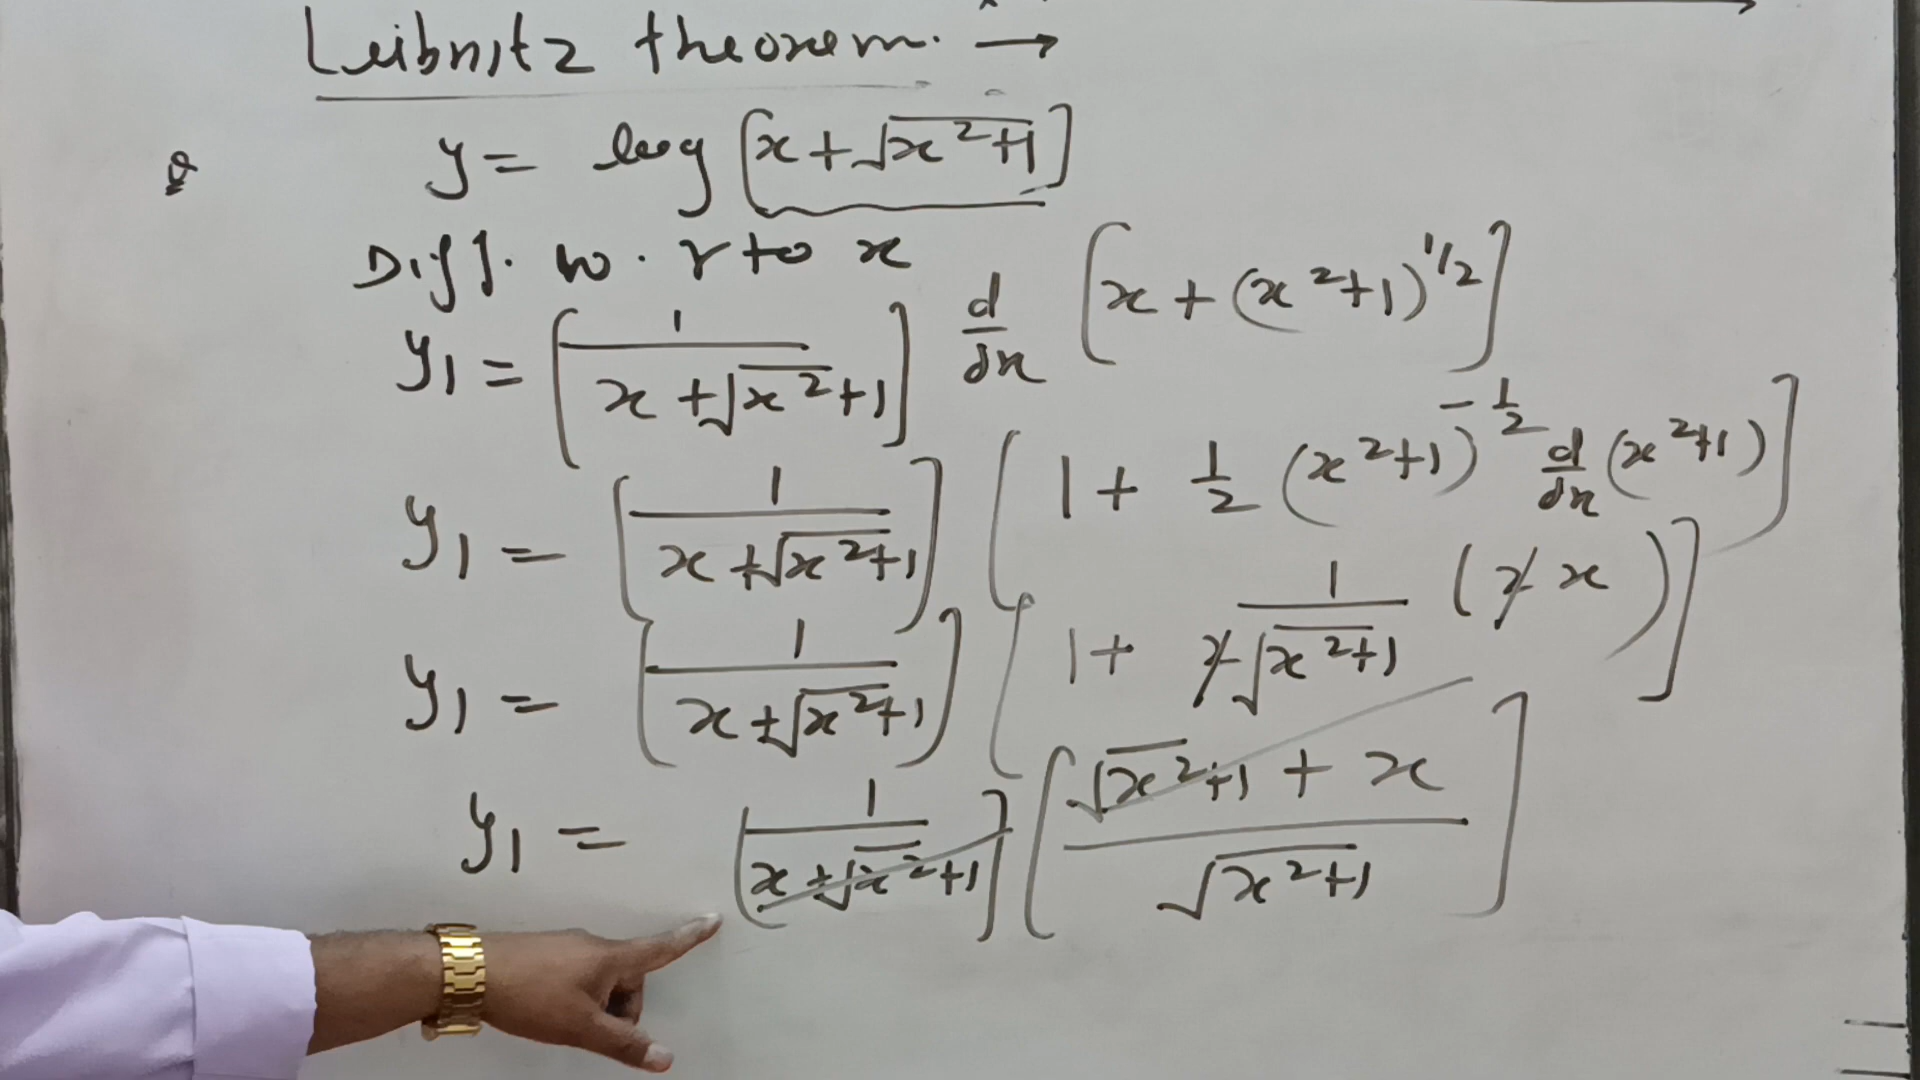 Leibnitz theorem. →
Q y = log [x + √(x²+1)]
Diff. w. r to x
y₁ = [1 / (x + √x²+1)] d/dx [x + (x²+1)^1/2]
y₁ = [1 / (x + √x²+1)] [1 + 1/2 (x²+1)^-1/2 d/dx (x²+1)]
y₁ = [1 / (x + √x²+1)] [1 + 1 / (2√x²+1) (2x)]
y₁ = [1 / (x + √x²+1)] [(√x²+1 + x) / √x²+1]